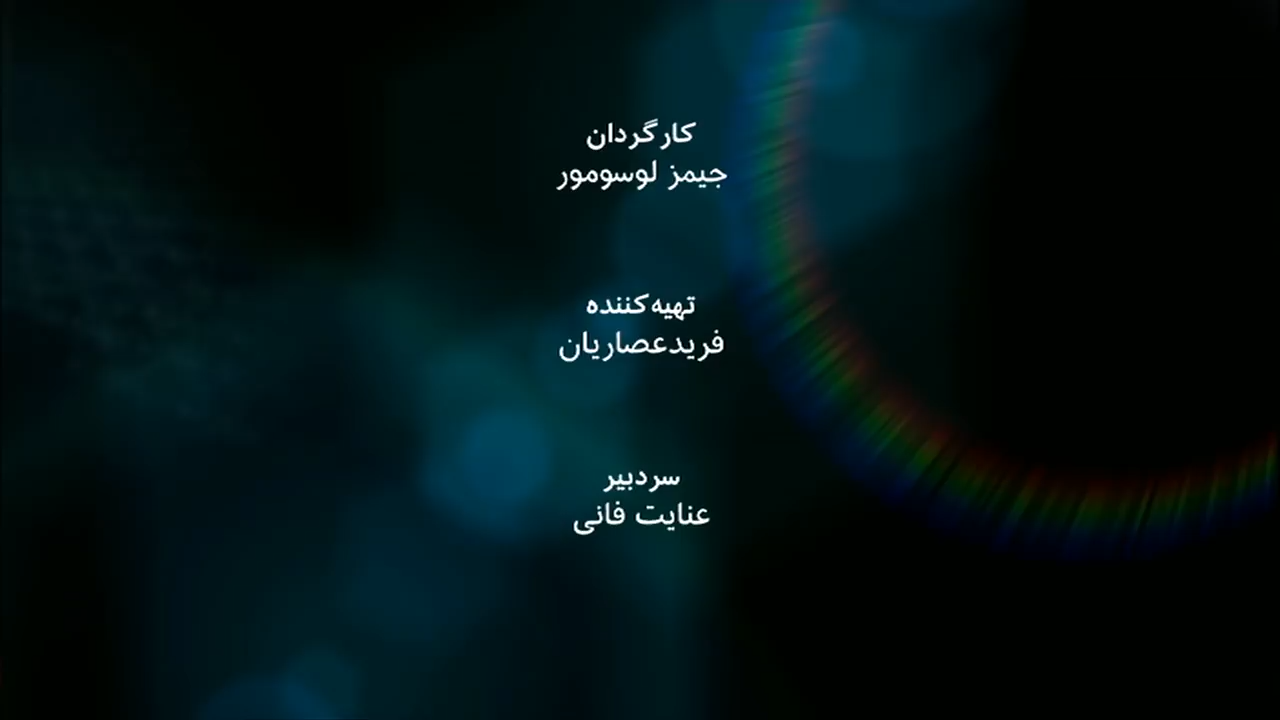 کارگردان
جیمز لوسومور
تهیه‌کننده
فریدعصاریان
سردبیر
عنایت فانی